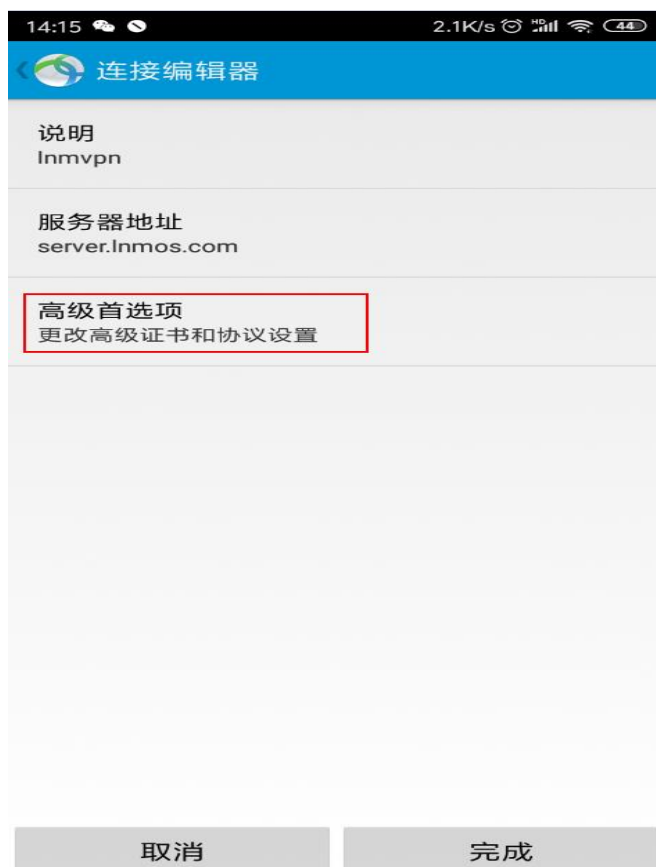 14:15
2.1K/s HD 44
连接编辑器
说明
lnmvpn
服务器地址
server.lnmos.com
高级首选项
更改高级证书和协议设置
取消
完成